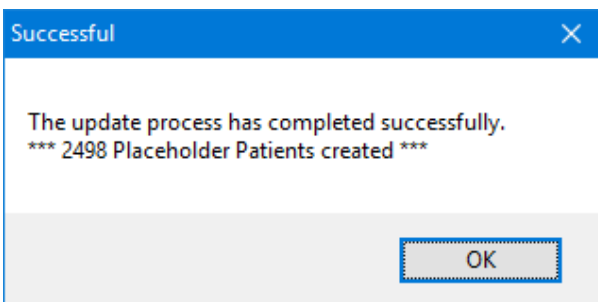 Successful
The update process has completed successfully.
*** 2498 Placeholder Patients created ***
OK